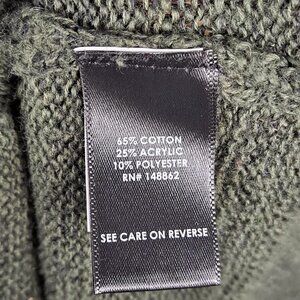 65% COTTON
25% ACRYLIC
10% POLYESTER
RN# 148862
SEE CARE ON REVERSE